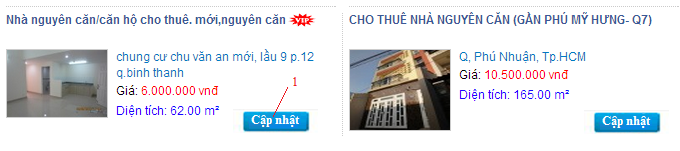 Nhà nguyên căn/căn hộ cho thuê. mới,nguyên căn VIP
chung cư chu văn an mới, lầu 9 p.12
q.binh thanh
Giá: 6.000.000 vnđ
Diện tích: 62.00 m²
1
Cập nhật
CHO THUÊ NHÀ NGUYÊN CĂN (GẦN PHÚ MỸ HƯNG- Q7)
Q, Phú Nhuận, Tp.HCM
Giá: 10.500.000 vnđ
Diện tích: 165.00 m²
Cập nhật